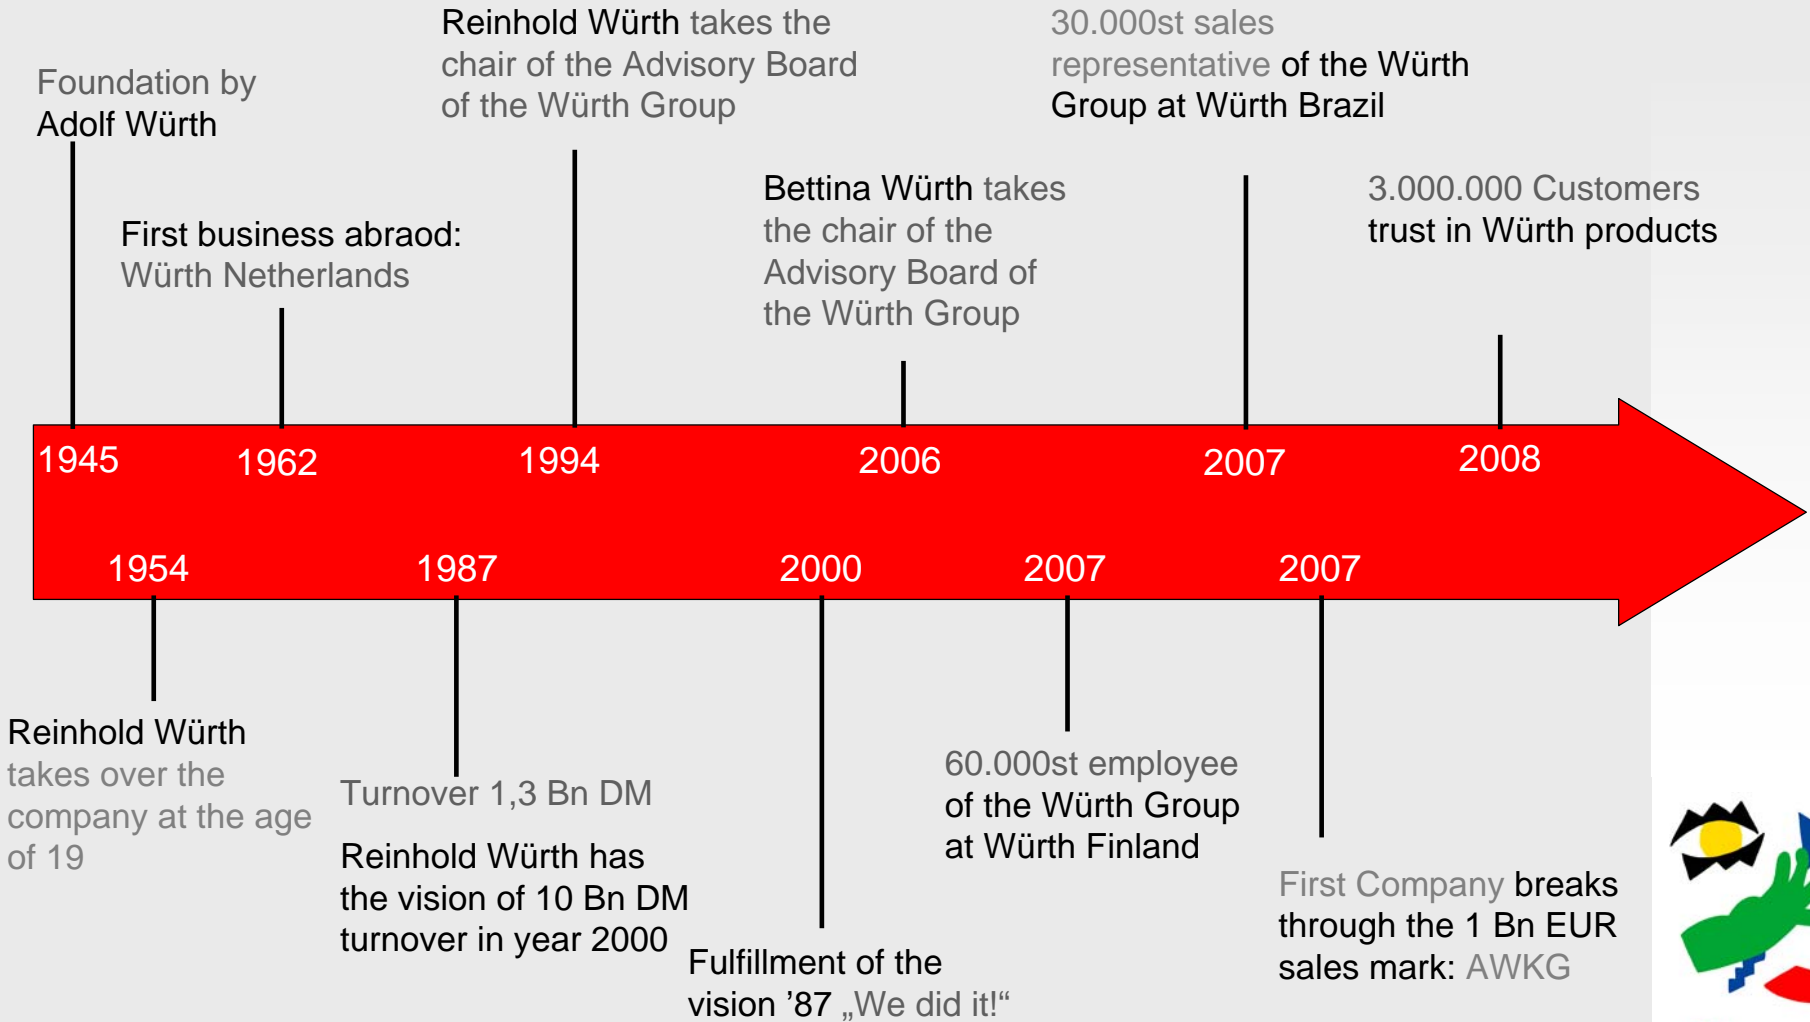 Foundation by
Adolf Würth
First business abraod:
Würth Netherlands
Reinhold Würth takes the
chair of the Advisory Board
of the Würth Group
Bettina Würth takes
the chair of the
Advisory Board of
the Würth Group
30.000st sales
representative of the Würth
Group at Würth Brazil
3.000.000 Customers
trust in Würth products
1945
1962
1994
2006
2007
2008
1954
1987
2000
2007
2007
Reinhold Würth
takes over the
company at the age
of 19
Turnover 1,3 Bn DM
Reinhold Würth has
the vision of 10 Bn DM
turnover in year 2000
Fulfillment of the
vision ’87 „We did it!“
60.000st employee
of the Würth Group
at Würth Finland
First Company breaks
through the 1 Bn EUR
sales mark: AWKG